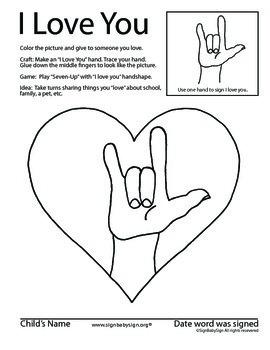 I Love You
Color the picture and give to someone you love.
Craft: Make an "I Love You" hand. Trace your hand.
Glue down the middle fingers to look like the picture.
Game: Play "Seven-Up" with "I love you" handshape.
Idea: Take turns sharing things you "love" about school,
family, a pet, etc.
Use one hand to sign I love you.
Child's Name
www.signbabysign.org©
Date word was signed
©SignBabySign All rights reserved